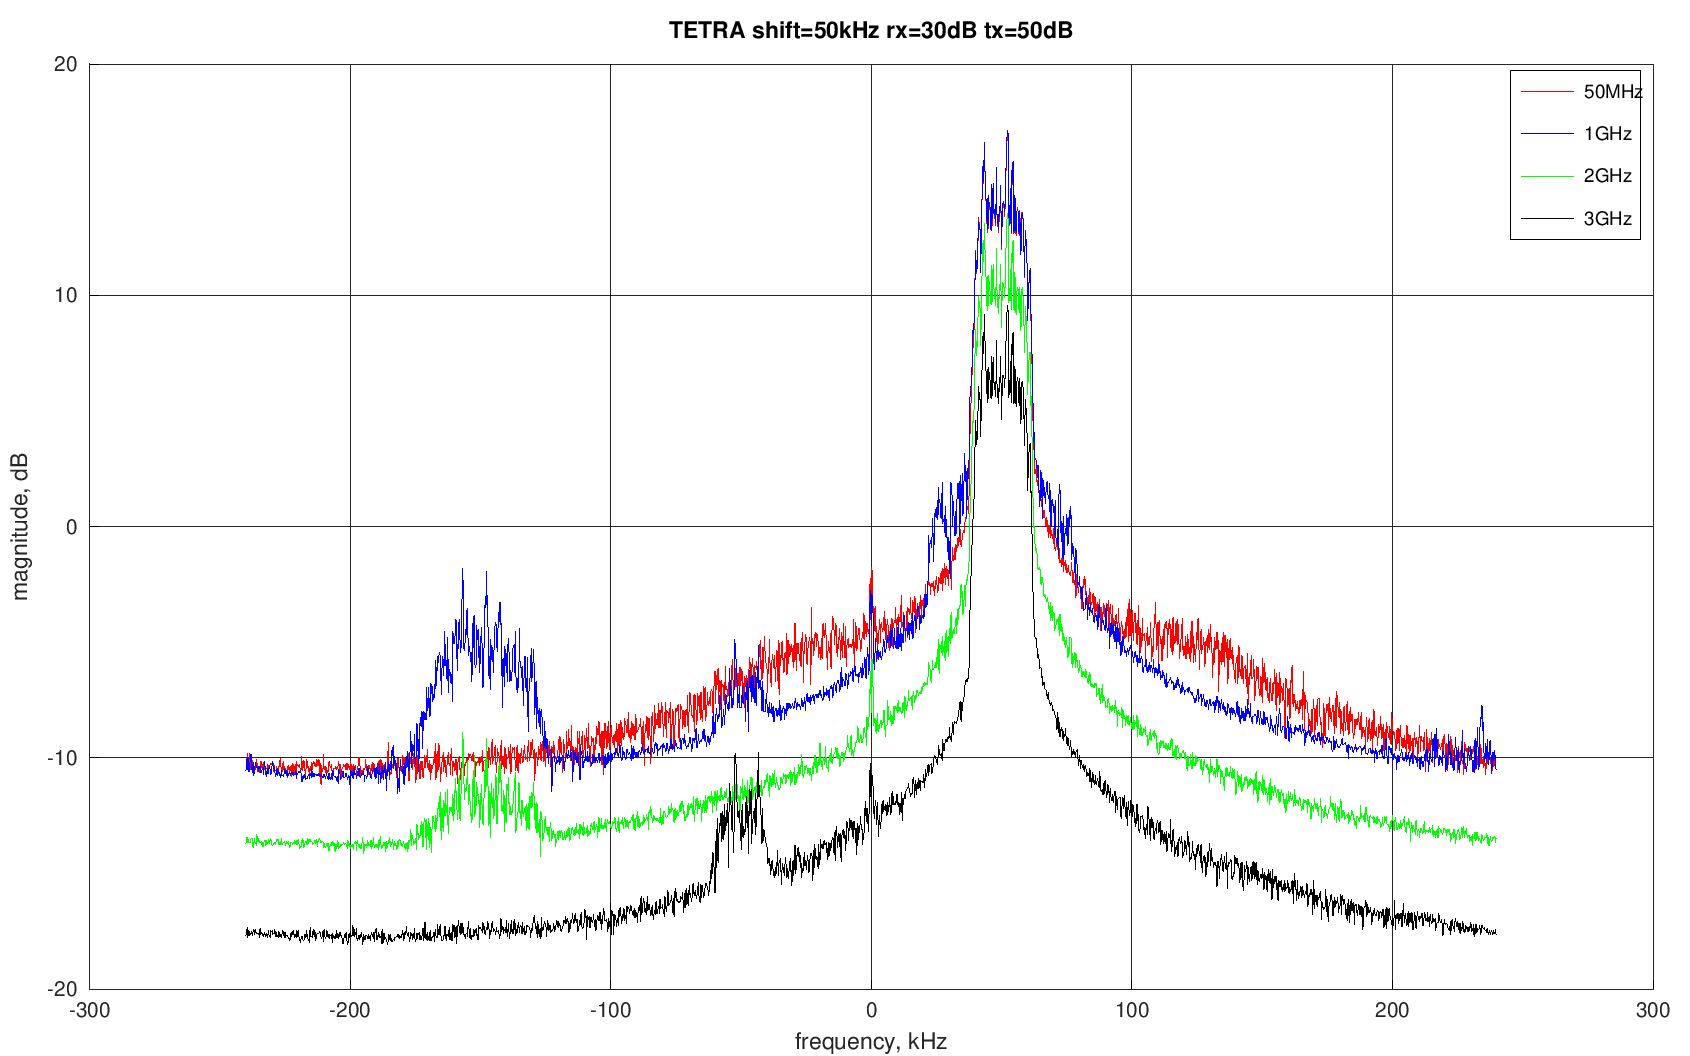 TETRA shift=50kHz rx=30dB tx=50dB
20
10
0
-10
-20
magnitude, dB
50MHz
1GHz
2GHz
3GHz
-300
-200
-100
0
100
200
300
frequency, kHz